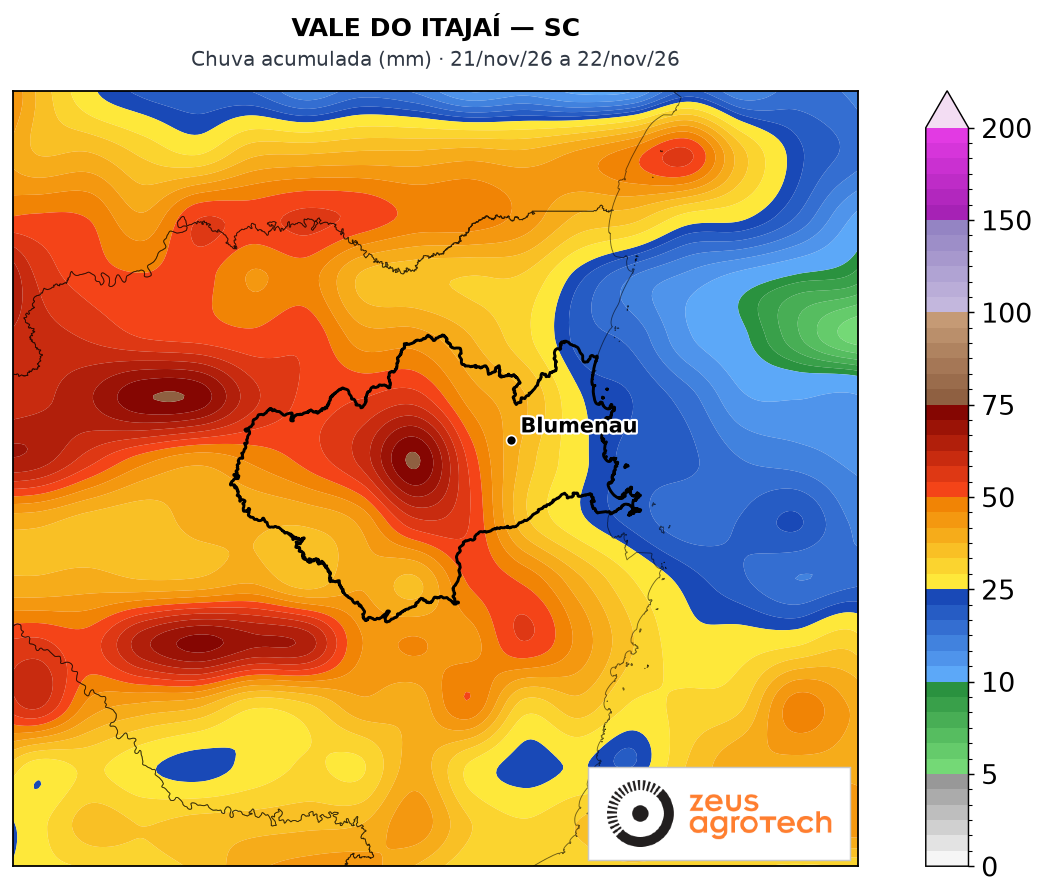 VALE DO ITAJAÍ — SC
Chuva acumulada (mm) · 21/nov/26 a 22/nov/26
200
150
100
75
50
25
10
5
0
Blumenau
zeus
agrotech